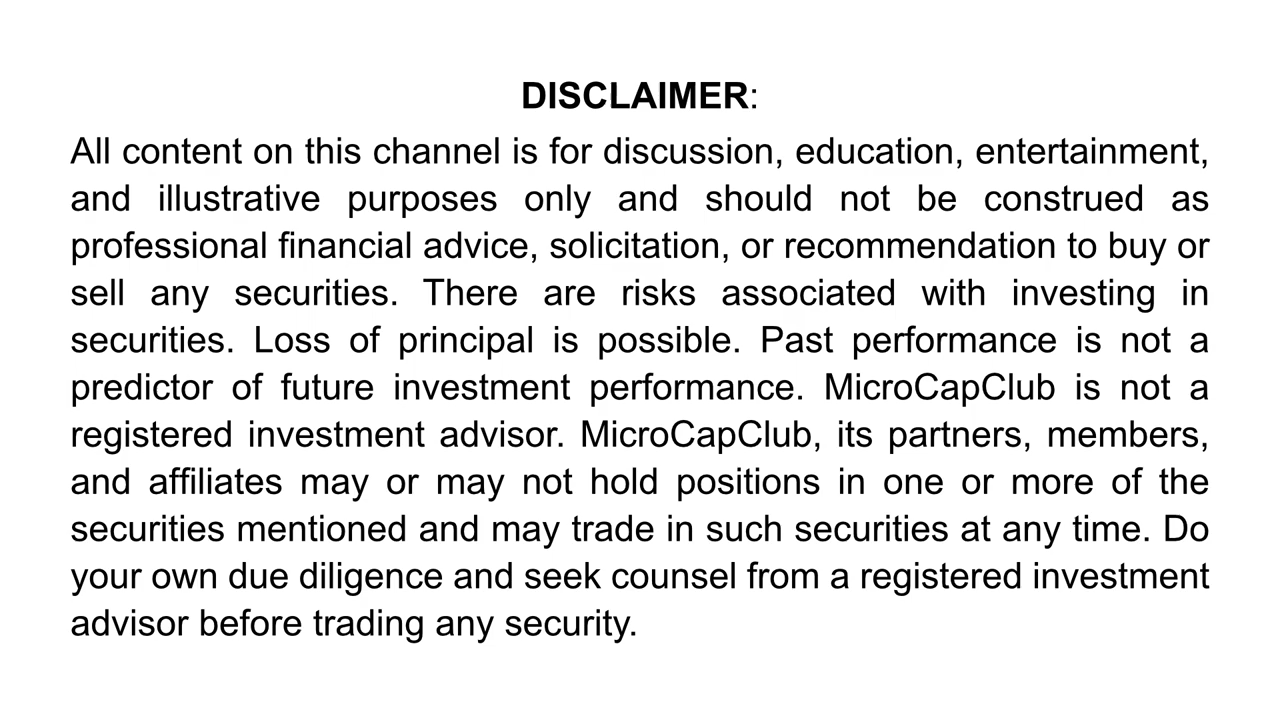 DISCLAIMER:
All content on this channel is for discussion, education, entertainment,
and illustrative purposes only and should not be construed as
professional financial advice, solicitation, or recommendation to buy or
sell any securities. There are risks associated with investing in
securities. Loss of principal is possible. Past performance is not a
predictor of future investment performance. MicroCapClub is not a
registered investment advisor. MicroCapClub, its partners, members,
and affiliates may or may not hold positions in one or more of the
securities mentioned and may trade in such securities at any time. Do
your own due diligence and seek counsel from a registered investment
advisor before trading any security.